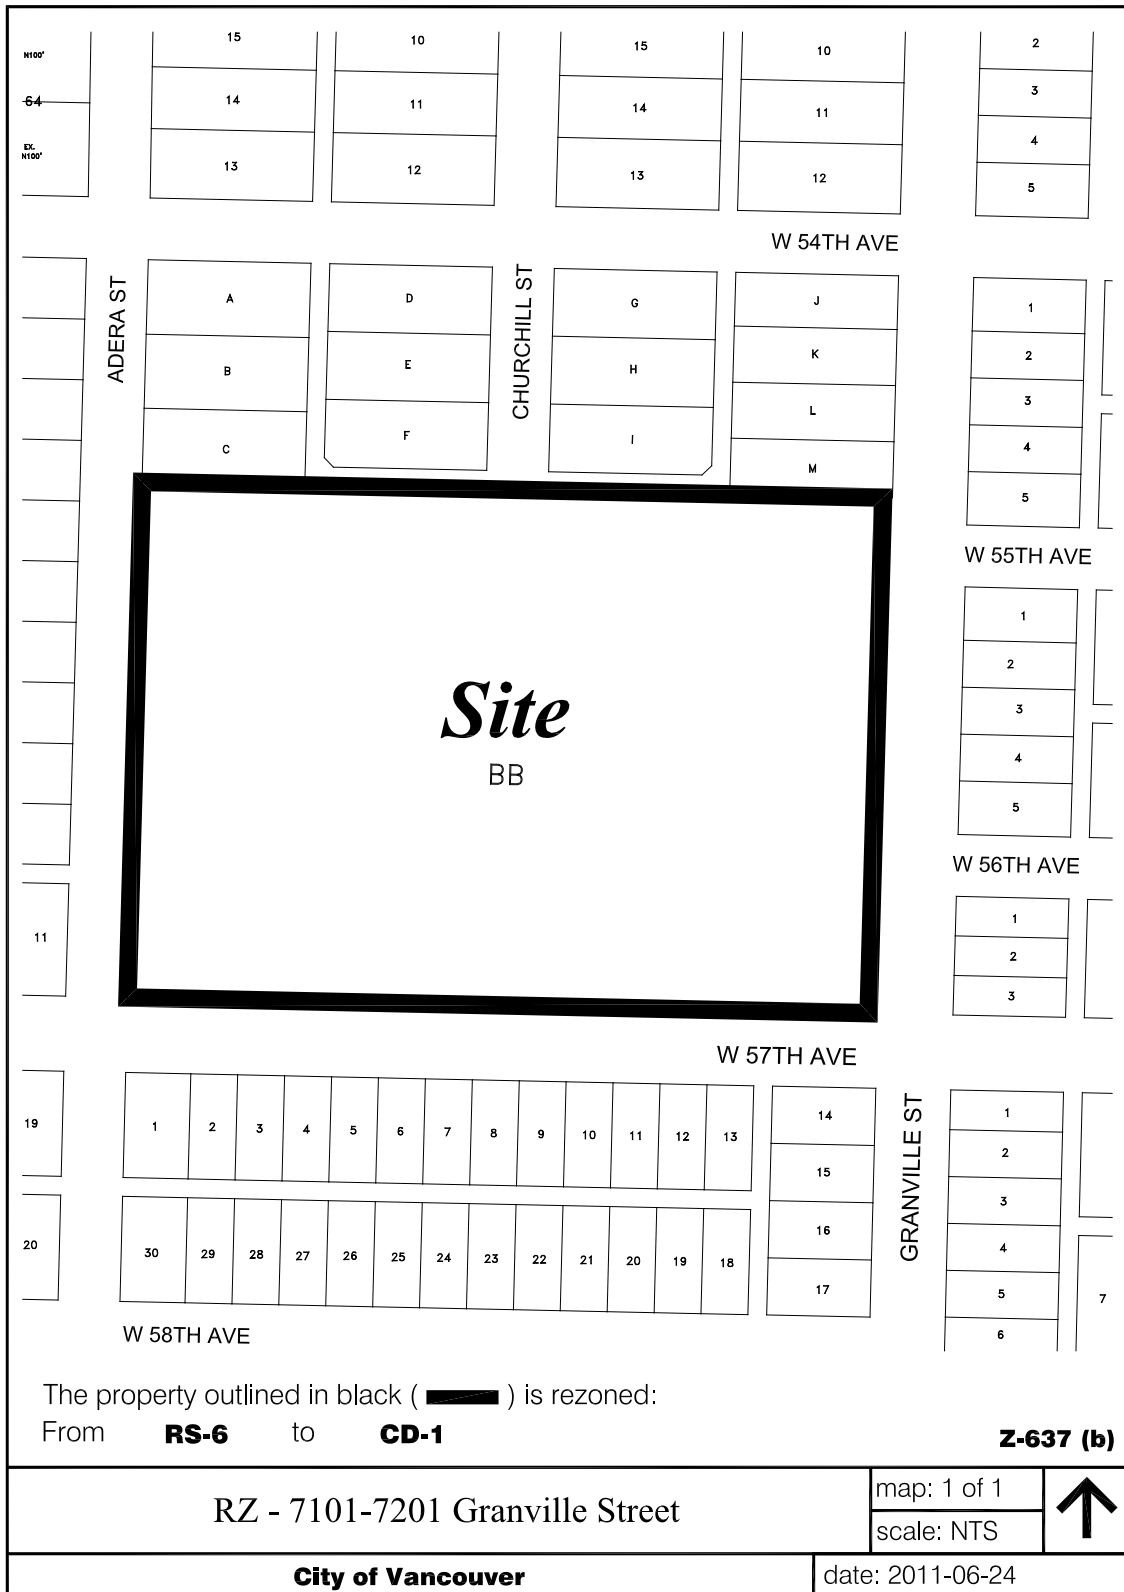 15
10
15
10
2
N100'
64
14
11
14
11
3
EX.
N100'
13
12
13
12
4
5
W 54TH AVE
ADERA ST
CHURCHILL ST
A
D
G
J
1
B
E
H
K
2
C
F
I
L
3
M
4
5
W 55TH AVE
Site
BB
1
2
3
4
5
W 56TH AVE
11
1
2
3
W 57TH AVE
GRANVILLE ST
19
1 2 3 4 5 6 7 8 9 10 11 12 13
14
15
16
17
1
2
3
4
5
6
7
20
30 29 28 27 26 25 24 23 22 21 20 19 18
W 58TH AVE
The property outlined in black ( ) is rezoned:
From RS-6 to CD-1
Z-637 (b)
RZ - 7101-7201 Granville Street
map: 1 of 1
scale: NTS
City of Vancouver
date: 2011-06-24